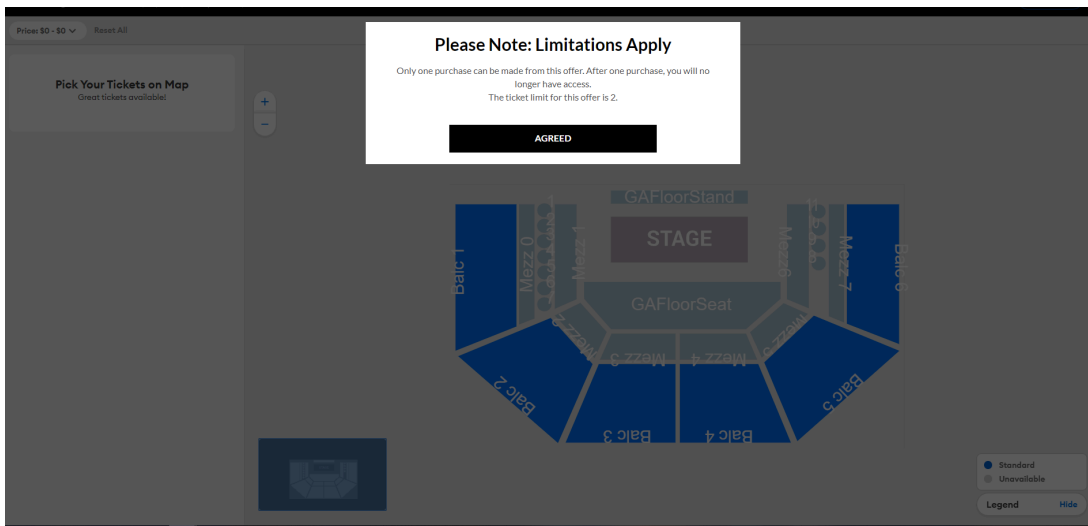 Price: $0 - $0
Reset All
Please Note: Limitations Apply
Only one purchase can be made from this offer. After one purchase, you will no
longer have access.
The ticket limit for this offer is 2.
AGREED
Pick Your Tickets on Map
Great tickets available!
+
−
GAFloorStand
STAGE
Balc 1
Mezz 0
Mezz 1
Mezz6
Mezz 7
Balc 6
GAFloorSeat
Mezz 2
Mezz 3
Mezz 4
Mezz 5
Balc 2
Balc 3
Balc 4
Balc 5
Standard
Unavailable
Legend
Hide